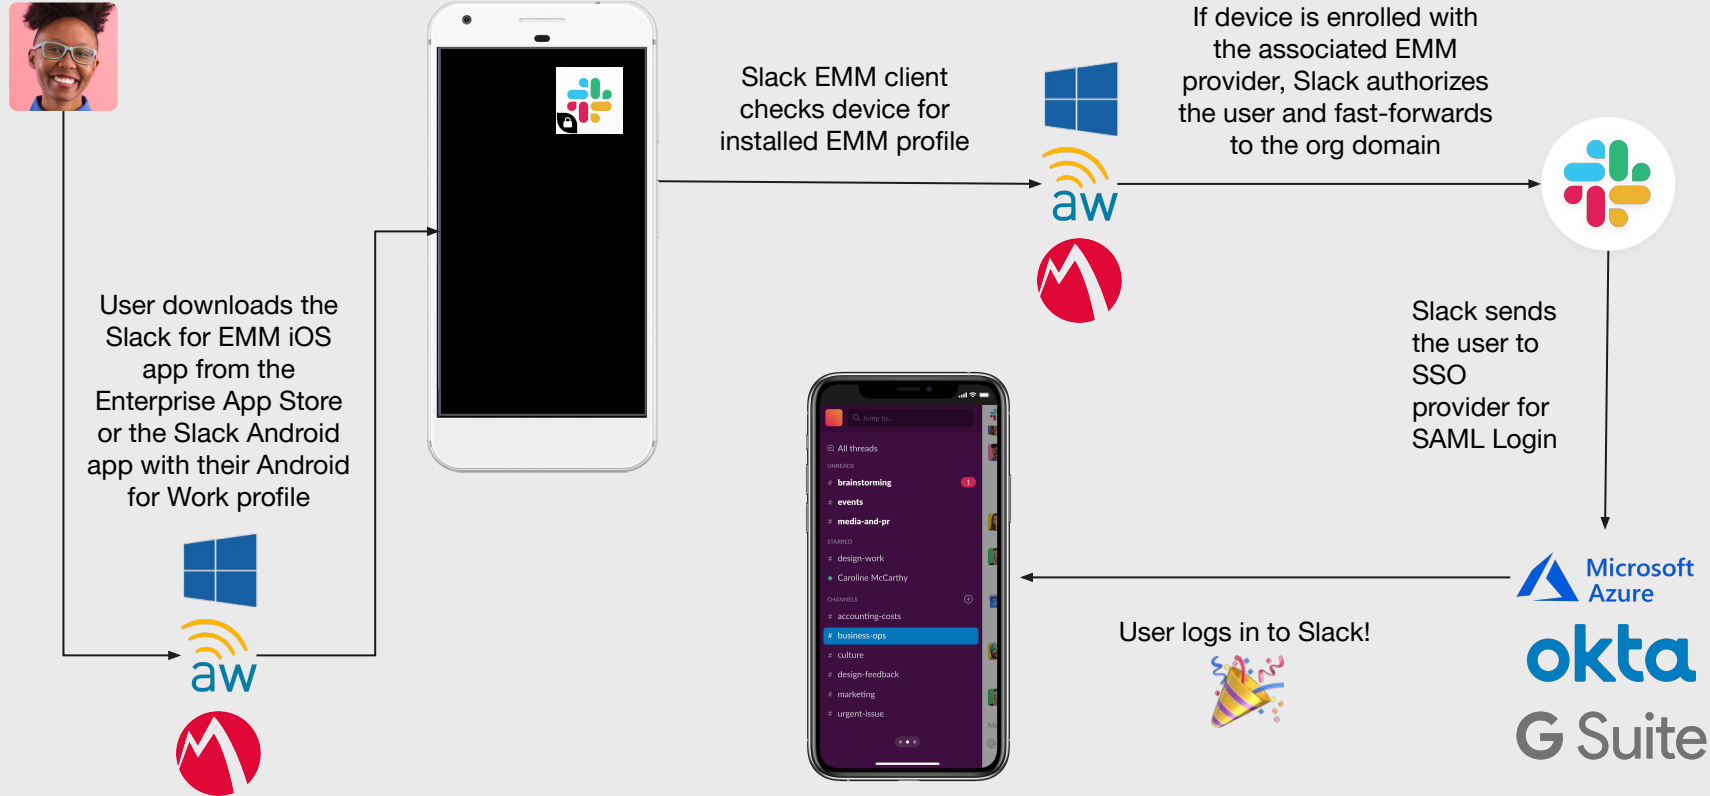 If device is enrolled with
the associated EMM
provider, Slack authorizes
the user and fast-forwards
to the org domain
Slack EMM client
checks device for
installed EMM profile
aw
User downloads the
Slack for EMM iOS
app from the
Enterprise App Store
or the Slack Android
app with their Android
for Work profile
aw
Slack sends
the user to
SSO
provider for
SAML Login
Jump to...
All threads
UNREADS
# brainstorming 1
# events
# media-and-pr
STARRED
# design-work
Caroline McCarthy
CHANNELS
# accounting-costs
# business-ops
# culture
# design-feedback
# marketing
# urgent-issue
User logs in to Slack!
Microsoft
Azure
okta
G Suite